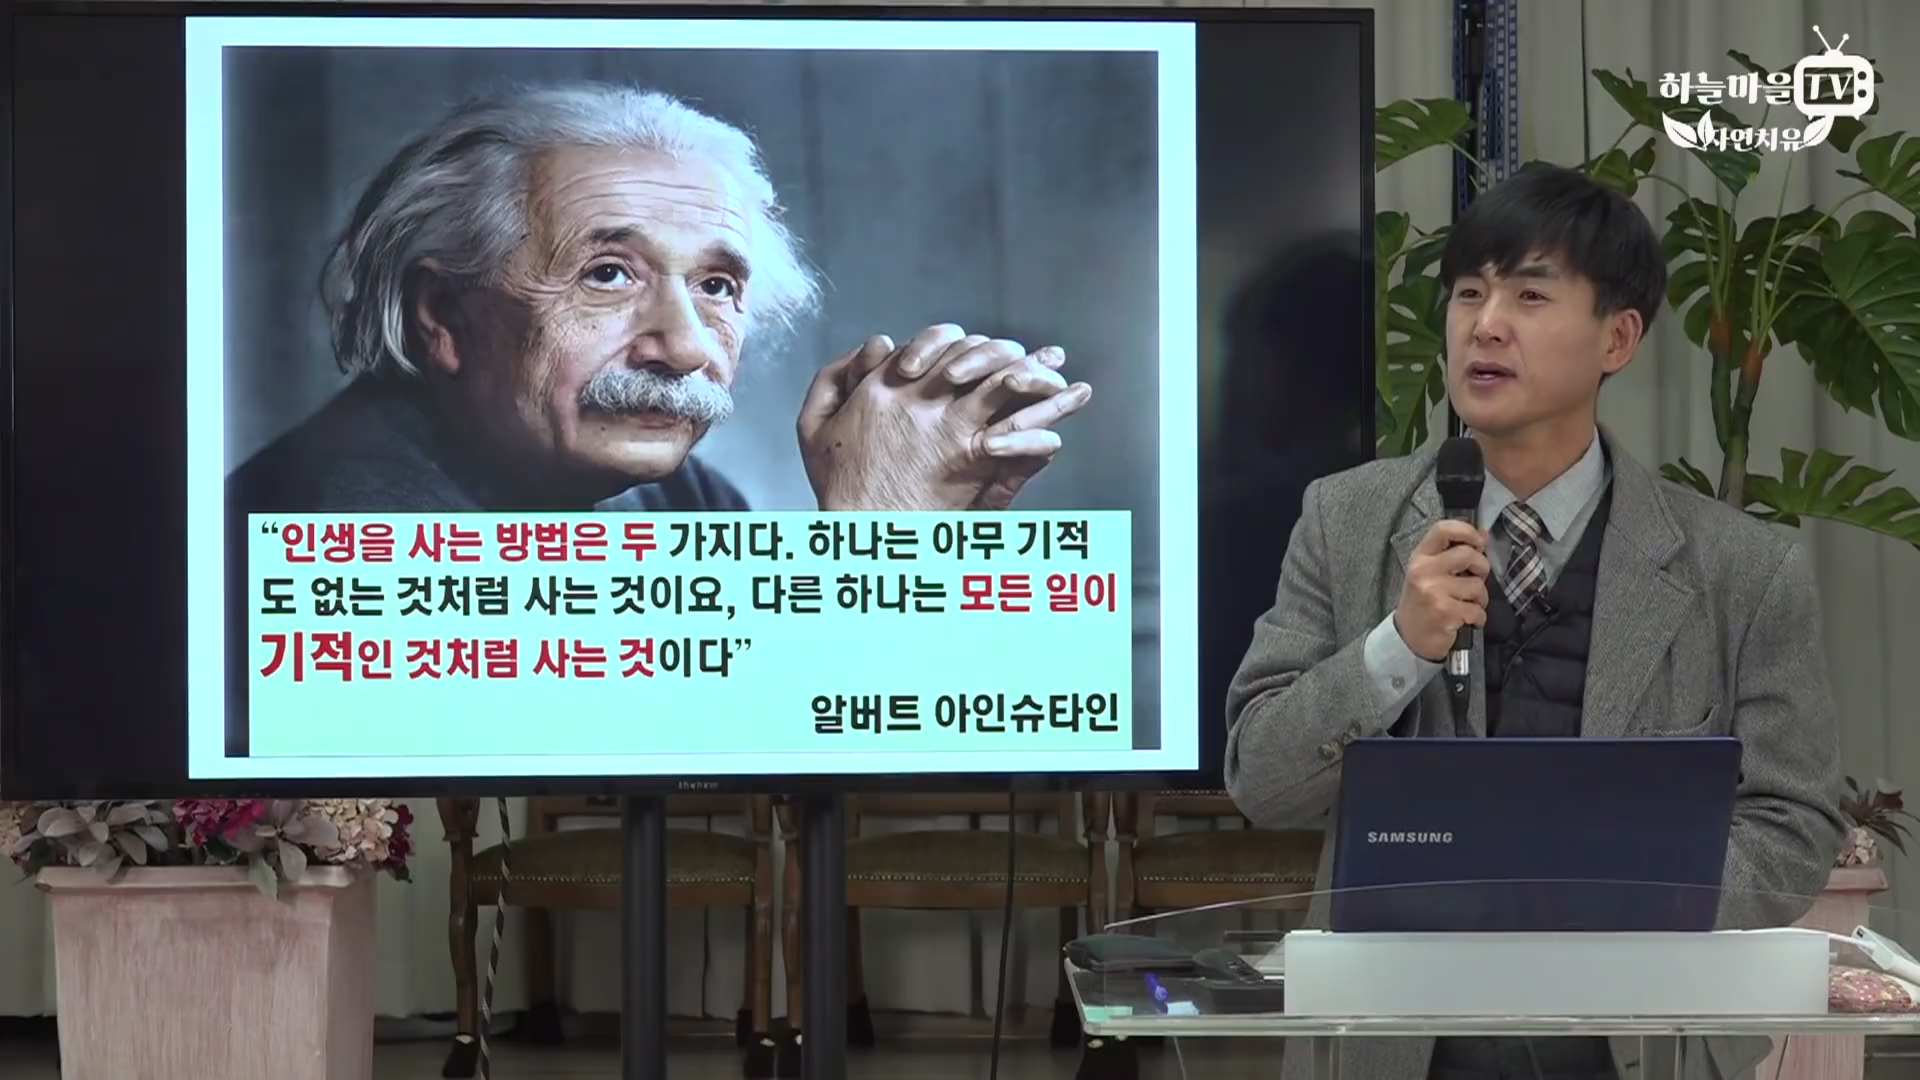 하늘마을 TV
자연치유
“인생을 사는 방법은 두 가지다. 하나는 아무 기적
도 없는 것처럼 사는 것이요, 다른 하나는 모든 일이
기적인 것처럼 사는 것이다”
알버트 아인슈타인
theham
SAMSUNG